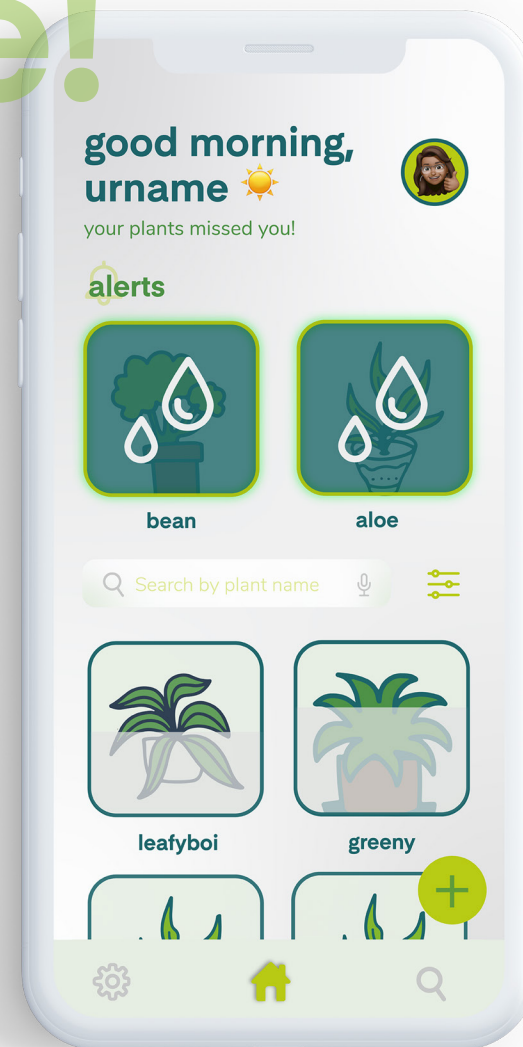 e!
good morning,
urname ☀️
your plants missed you!
alerts
bean
aloe
Search by plant name
leafyboi
greeny